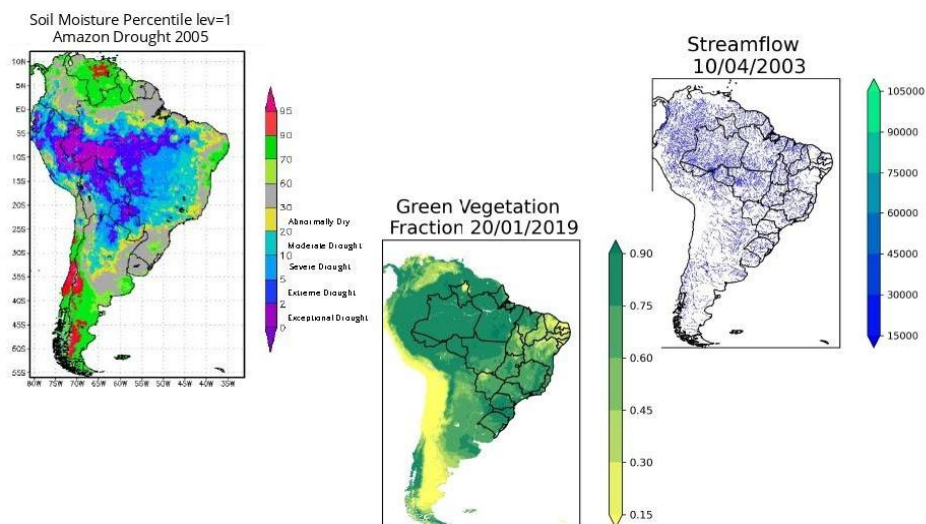 Soil Moisture Percentile lev=1
Amazon Drought 2005
10N
5N
EQ
5S
10S
15S
20S
25S
30S
35S
40S
45S
50S
55S
80W 75W 70W 65W 60W 55W 50W 45W 40W 35W
95
90
70
60
30
Abnormally Dry
20
Moderate Drought
10
Severe Drought
5
Extreme Drought
2
Exceptional Drought
0
Green Vegetation
Fraction 20/01/2019
0.90
0.75
0.60
0.45
0.30
0.15
Streamflow
10/04/2003
105000
90000
75000
60000
45000
30000
15000